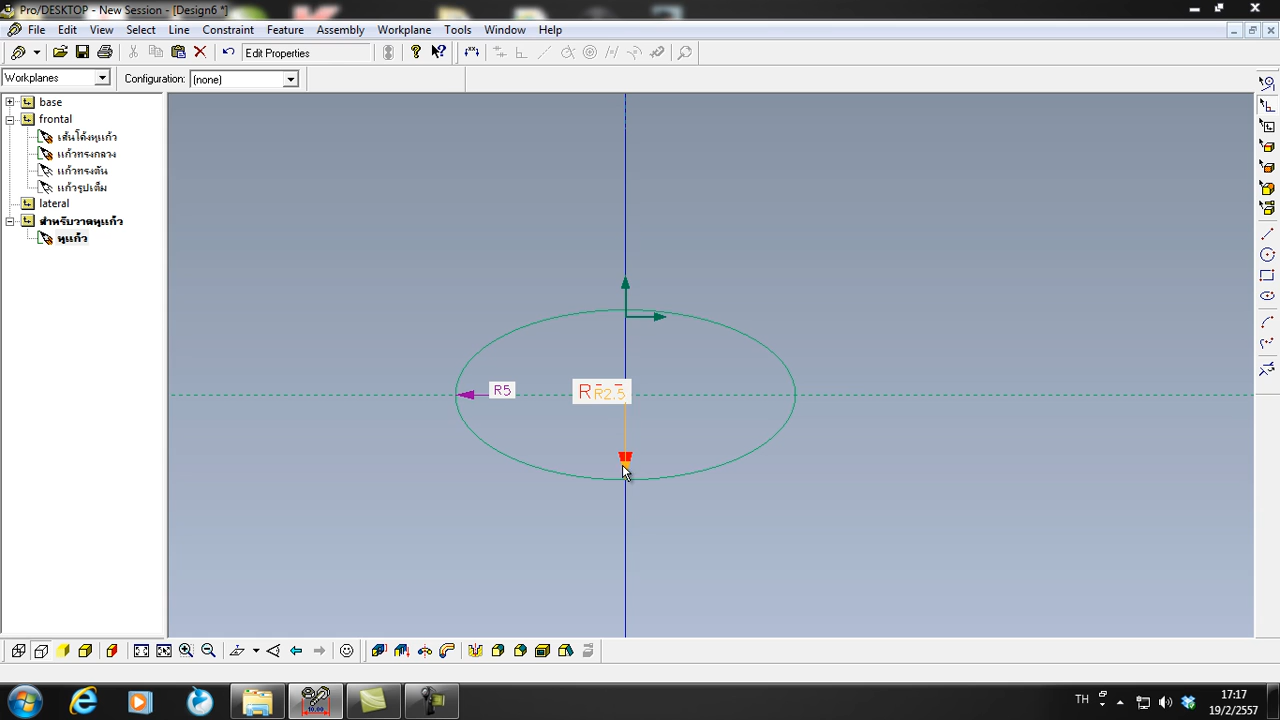 Pro/DESKTOP - New Session - [Design6 *]
File Edit View Select Line Constraint Feature Assembly Workplane Tools Window Help
Edit Properties
Workplanes Configuration: (none)
base
frontal
เส้นโค้งหูแก้ว
แก้วทรงกลวง
แก้วทรงตัน
แก้วรูปเต็ม
lateral
สำหรับวาดหูแก้ว
หูแก้ว
R5
R2.5
TH
17:17
19/2/2557